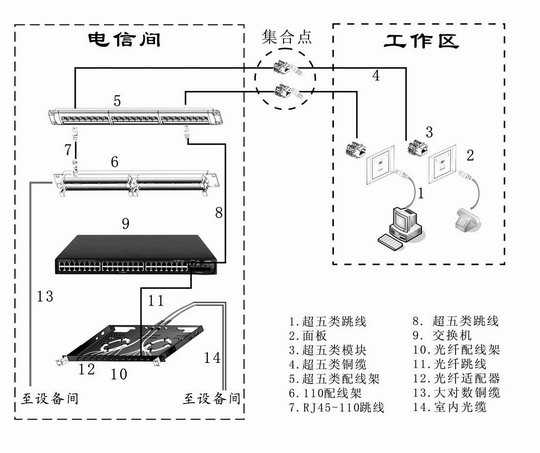 电信间
集合点
工作区
4
5
3
7
6
2
1
9
8
13
11
12
10
14
至设备间
至设备间
1.超五类跳线
2.面板
3.超五类模块
4.超五类铜缆
5.超五类配线架
6.110配线架
7.RJ45-110跳线
8. 超五类跳线
9. 交换机
10.光纤配线架
11.光纤跳线
12.光纤适配器
13.大对数铜缆
14.室内光缆